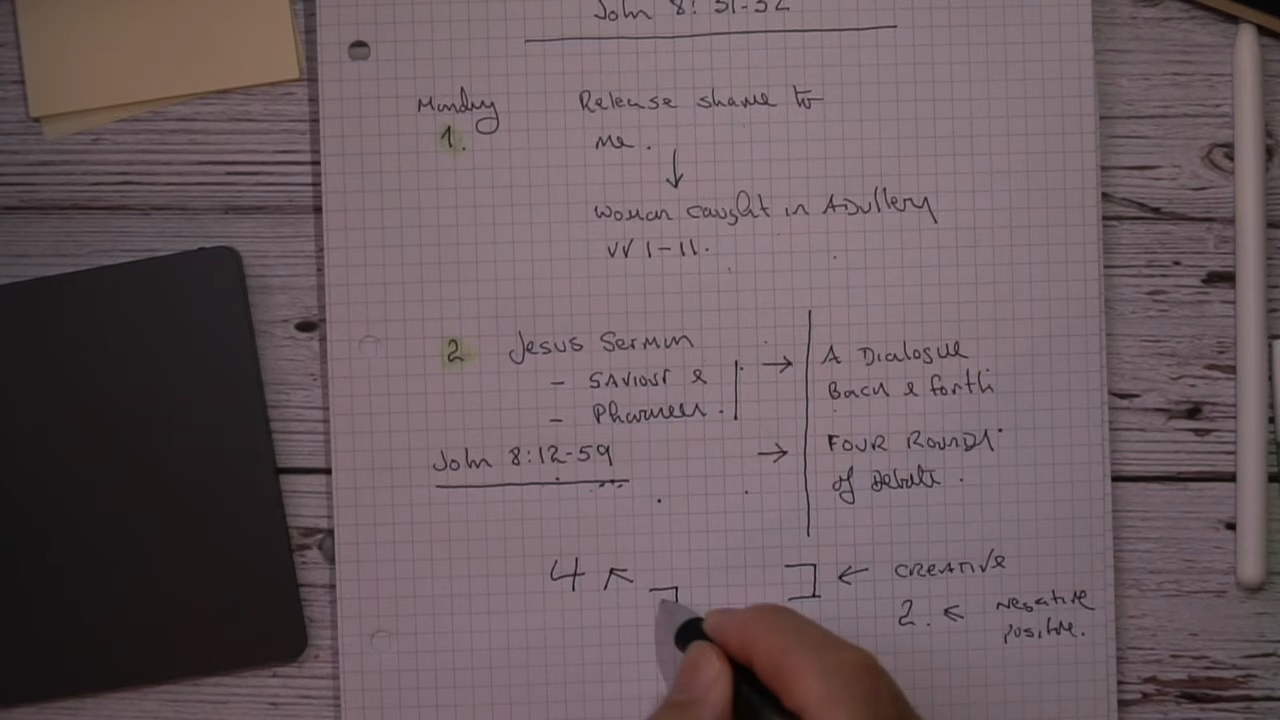 John 8: 31-32
Monday
1.
Release shame to
me.
Woman caught in Adultery
vv 1-11.
2 Jesus Sermon
- Saviour &
- Pharisees.
John 8:12-59
→ A Dialogue
Back & forth
→ Four Rounds
of Debate.
4
← creative
2. ← negative
positive.